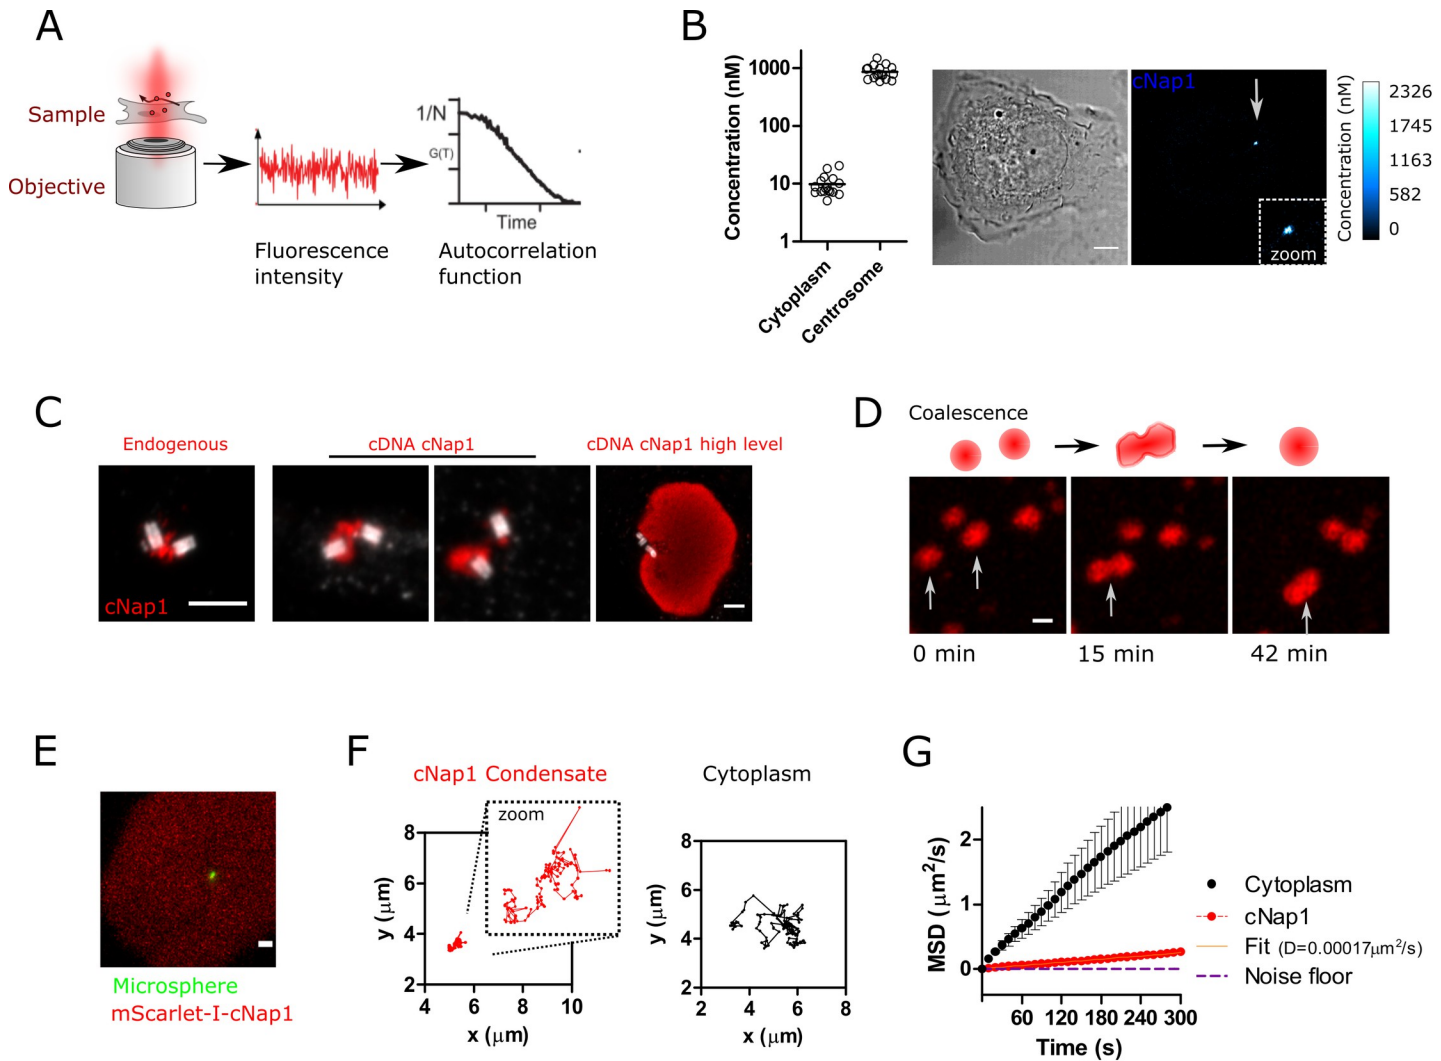 A
Sample
Objective
Fluorescence
intensity
1/N
G(T)
Time
Autocorrelation
function
B
Concentration (nM)
1000
100
10
1
Cytoplasm
Centrosome
cNap1
zoom
Concentration (nM)
2326
1745
1163
582
0
C
Endogenous
cDNA cNap1
cDNA cNap1 high level
cNap1
D
Coalescence
0 min
15 min
42 min
E
Microsphere
mScarlet-I-cNap1
F
cNap1 Condensate
zoom
8
6
4
2
y (μm)
4 6 8 10
x (μm)
Cytoplasm
8
6
4
2
y (μm)
2 4 6 8
x (μm)
G
MSD (μm²/s)
2
1
0
60 120 180 240 300
Time (s)
Cytoplasm
cNap1
Fit (D=0.00017μm²/s)
Noise floor